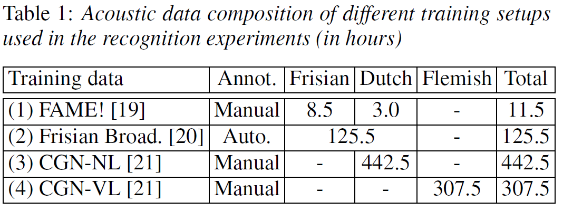 Table 1: Acoustic data composition of different training setups
used in the recognition experiments (in hours)
Training data Annot. Frisian Dutch Flemish Total
(1) FAME! [19] Manual 8.5 3.0 - 11.5
(2) Frisian Broad. [20] Auto. 125.5 - 125.5
(3) CGN-NL [21] Manual - 442.5 - 442.5
(4) CGN-VL [21] Manual - - 307.5 307.5